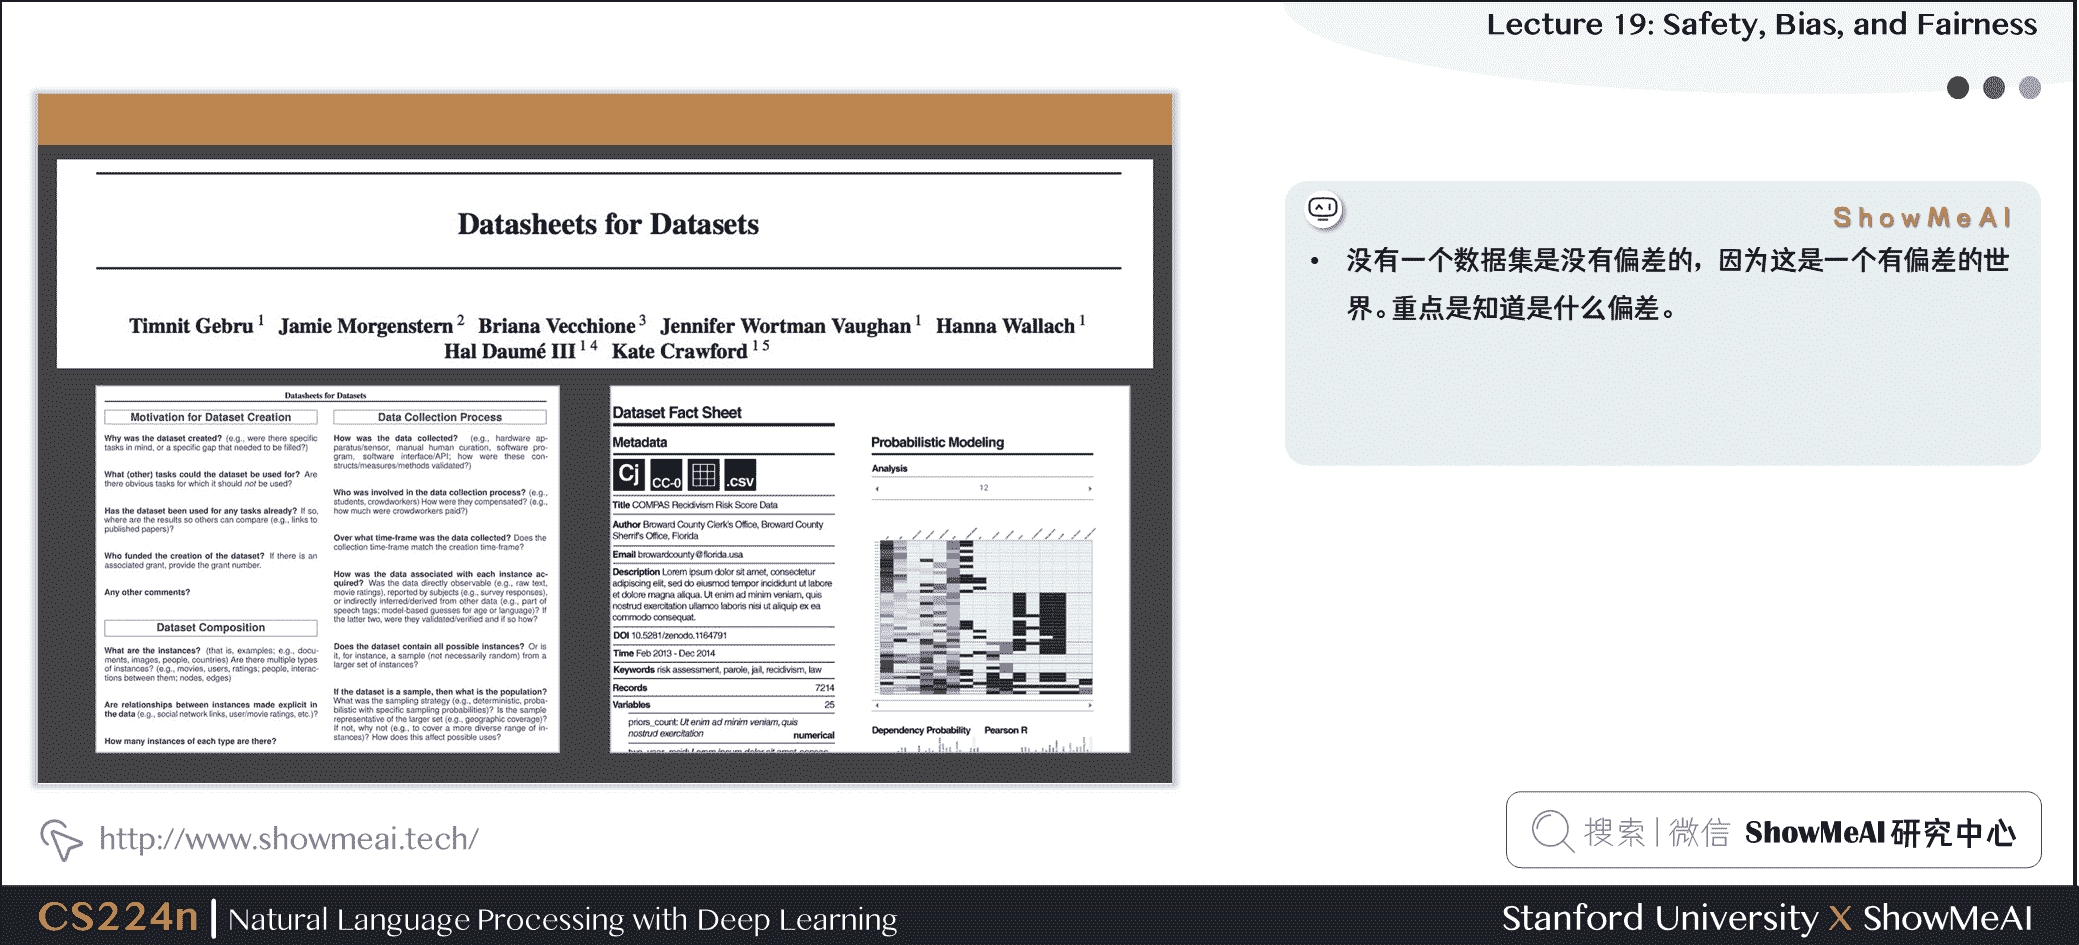 Lecture 19: Safety, Bias, and Fairness
Datasheets for Datasets
Timnit Gebru 1 Jamie Morgenstern 2 Briana Vecchione 3 Jennifer Wortman Vaughan 1 Hanna Wallach 1
Hal Daumé III 1 4 Kate Crawford 1 5
Datasheets for Datasets
Motivation for Dataset Creation
Why was the dataset created? (e.g., were there specific
tasks in mind, or a specific gap that needed to be filled?)
What (other) tasks could the dataset be used for? Are
there obvious tasks for which it should not be used?
Has the dataset been used for any tasks already? If so,
where are the results so others can compare (e.g., links to
published papers)?
Who funded the creation of the dataset? If there is an
associated grant, provide the grant number.
Any other comments?
Dataset Composition
What are the instances? (that is, examples; e.g., docu-
ments, images, people, countries) Are there multiple types
of instances? (e.g., movies, users, ratings; people, interac-
tions between them; nodes, edges)
Are relationships between instances made explicit in
the data (e.g., social network links, user/movie ratings, etc.)?
How many instances of each type are there?
Data Collection Process
How was the data collected? (e.g., hardware ap-
paratus/sensor, manual human curation, software pro-
gram, software interface/API; how were these con-
structs/measures/methods validated?)
Who was involved in the data collection process? (e.g.,
students, crowdworkers) How were they compensated? (e.g.,
how much were crowdworkers paid?)
Over what time-frame was the data collected? Does the
collection time-frame match the creation time-frame?
How was the data associated with each instance ac-
quired? Was the data directly observable (e.g., raw text,
movie ratings), reported by subjects (e.g., survey responses),
or indirectly inferred/derived from other data (e.g., part of
speech tags; model-based guesses for age or language)? If
the latter two, were they validated/verified and if so how?
Does the dataset contain all possible instances? Or is
it, for instance, a sample (not necessarily random) from a
larger set of instances?
If the dataset is a sample, then what is the population?
What was the sampling strategy (e.g., deterministic, proba-
bilistic with specific sampling probabilities)? Is the sample
representative of the larger set (e.g., geographic coverage)?
If not, why not (e.g., to cover a more diverse range of in-
stances)? How does this affect possible uses?
Dataset Fact Sheet
Metadata
Cj CC-0 .csv
Title COMPAS Recidivism Risk Score Data
Author Broward County Clerk's Office, Broward County
Sherrif's Office, Florida
Email browardcounty@florida.usa
Description Lorem ipsum dolor sit amet, consectetur
adipiscing elit, sed do eiusmod tempor incididunt ut labore
et dolore magna aliqua. Ut enim ad minim veniam, quis
nostrud exercitation ullamco laboris nisi ut aliquip ex ea
commodo consequat.
DOI 10.5281/zenodo.1164791
Time Feb 2013 - Dec 2014
Keywords risk assessment, parole, jail, recidivism, law
Records 7214
Variables 25
priors_count: Ut enim ad minim veniam, quis
nostrud exercitation numerical
Probabilistic Modeling
Analysis
12
Dependency Probability Pearson R
ShowMeAI
• 没有一个数据集是没有偏差的，因为这是一个有偏差的世
界。重点是知道是什么偏差。
http://www.showmeai.tech/
搜索|微信 ShowMeAI 研究中心
CS224n | Natural Language Processing with Deep Learning
Stanford University X ShowMeAI